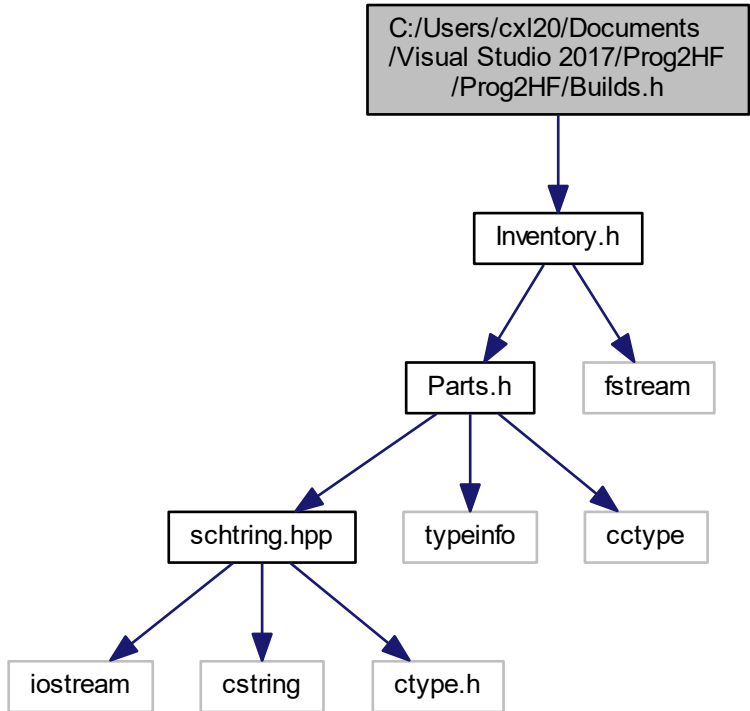 C:/Users/cxl20/Documents
/Visual Studio 2017/Prog2HF
/Prog2HF/Builds.h
Inventory.h
Parts.h
fstream
schtring.hpp
typeinfo
cctype
iostream
cstring
ctype.h